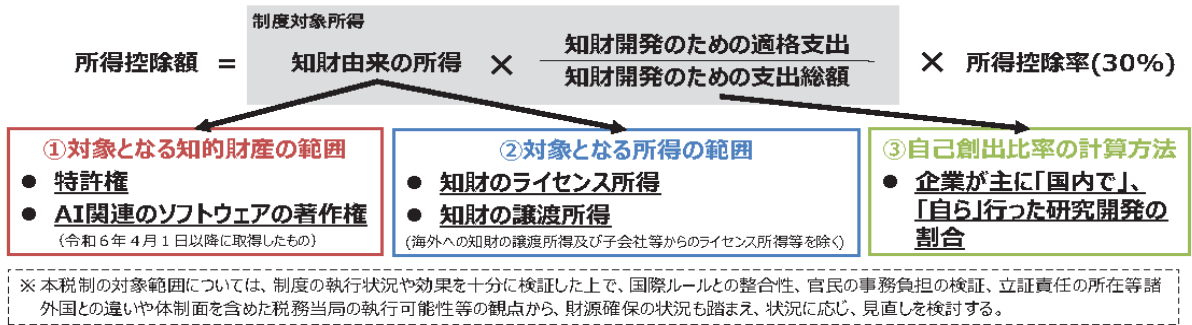 制度対象所得
所得控除額 = 知財由来の所得 × 知財開発のための適格支出 × 所得控除率(30%)
知財開発のための支出総額
①対象となる知的財産の範囲
● 特許権
● AI関連のソフトウェアの著作権
（令和６年４月１日以降に取得したもの）
②対象となる所得の範囲
● 知財のライセンス所得
● 知財の譲渡所得
(海外への知財の譲渡所得及び子会社等からのライセンス所得等を除く)
③自己創出比率の計算方法
● 企業が主に「国内で」、
「自ら」行った研究開発の
割合
※ 本税制の対象範囲については、制度の執行状況や効果を十分に検証した上で、国際ルールとの整合性、官民の事務負担の検証、立証責任の所在等諸
外国との違いや体制面を含めた税務当局の執行可能性等の観点から、財源確保の状況も踏まえ、状況に応じ、見直しを検討する。